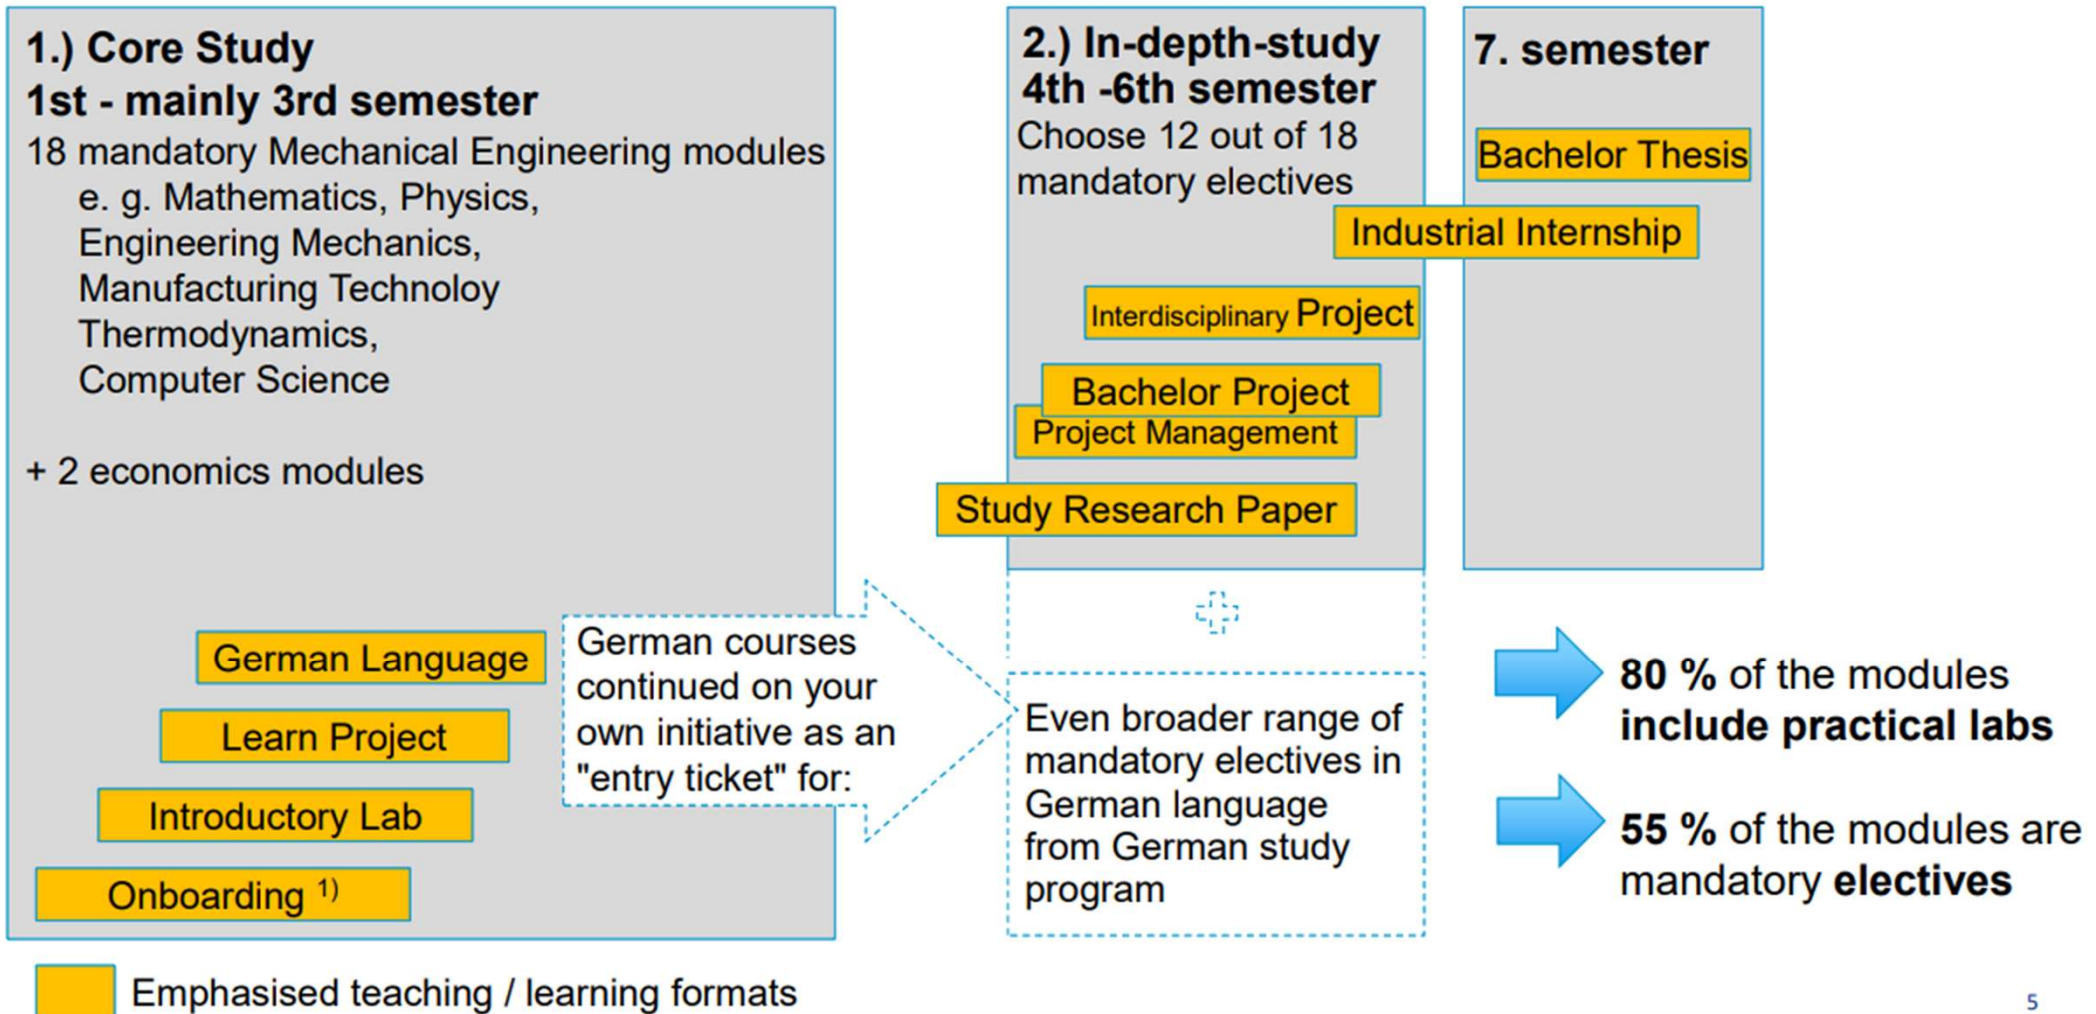 1.) Core Study
1st - mainly 3rd semester
18 mandatory Mechanical Engineering modules
e. g. Mathematics, Physics,
Engineering Mechanics,
Manufacturing Technoloy
Thermodynamics,
Computer Science
+ 2 economics modules
German Language
Learn Project
Introductory Lab
Onboarding 1)
German courses
continued on your
own initiative as an
"entry ticket" for:
2.) In-depth-study
4th -6th semester
Choose 12 out of 18
mandatory electives
Industrial Internship
Interdisciplinary Project
Bachelor Project
Project Management
Study Research Paper
Even broader range of
mandatory electives in
German language
from German study
program
7. semester
Bachelor Thesis
80 % of the modules
include practical labs
55 % of the modules are
mandatory electives
Emphasised teaching / learning formats
5